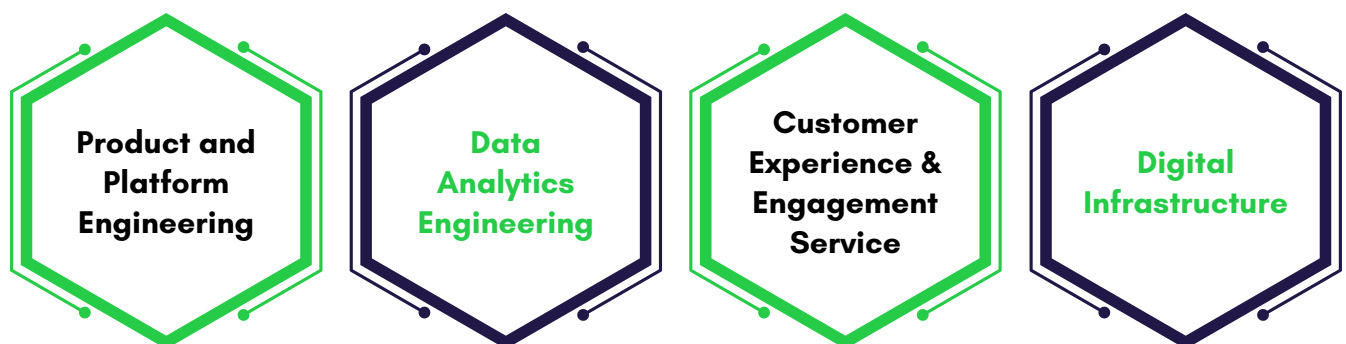 Product and
Platform
Engineering
Data
Analytics
Engineering
Customer
Experience &
Engagement
Service
Digital
Infrastructure